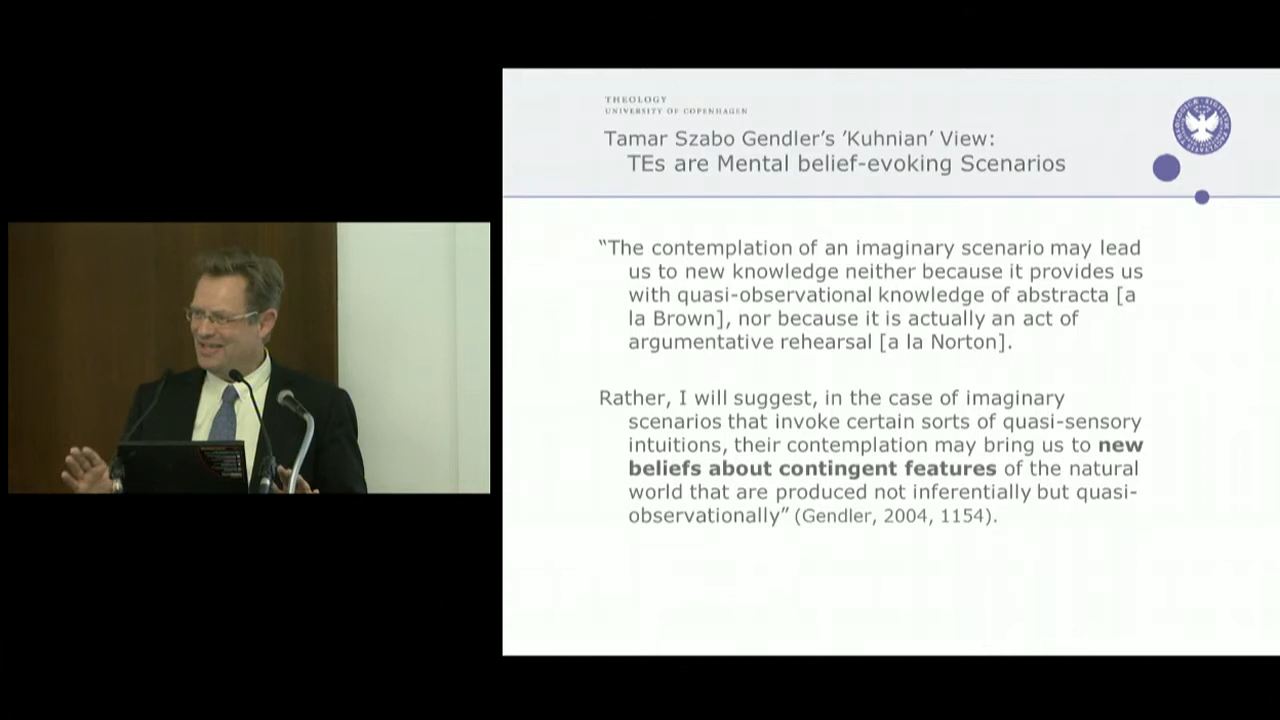 THEOLOGY
UNIVERSITY OF COPENHAGEN
Tamar Szabo Gendler's 'Kuhnian' View:
TEs are Mental belief-evoking Scenarios
“The contemplation of an imaginary scenario may lead
us to new knowledge neither because it provides us
with quasi-observational knowledge of abstracta [a
la Brown], nor because it is actually an act of
argumentative rehearsal [a la Norton].
Rather, I will suggest, in the case of imaginary
scenarios that invoke certain sorts of quasi-sensory
intuitions, their contemplation may bring us to new
beliefs about contingent features of the natural
world that are produced not inferentially but quasi-
observationally” (Gendler, 2004, 1154).